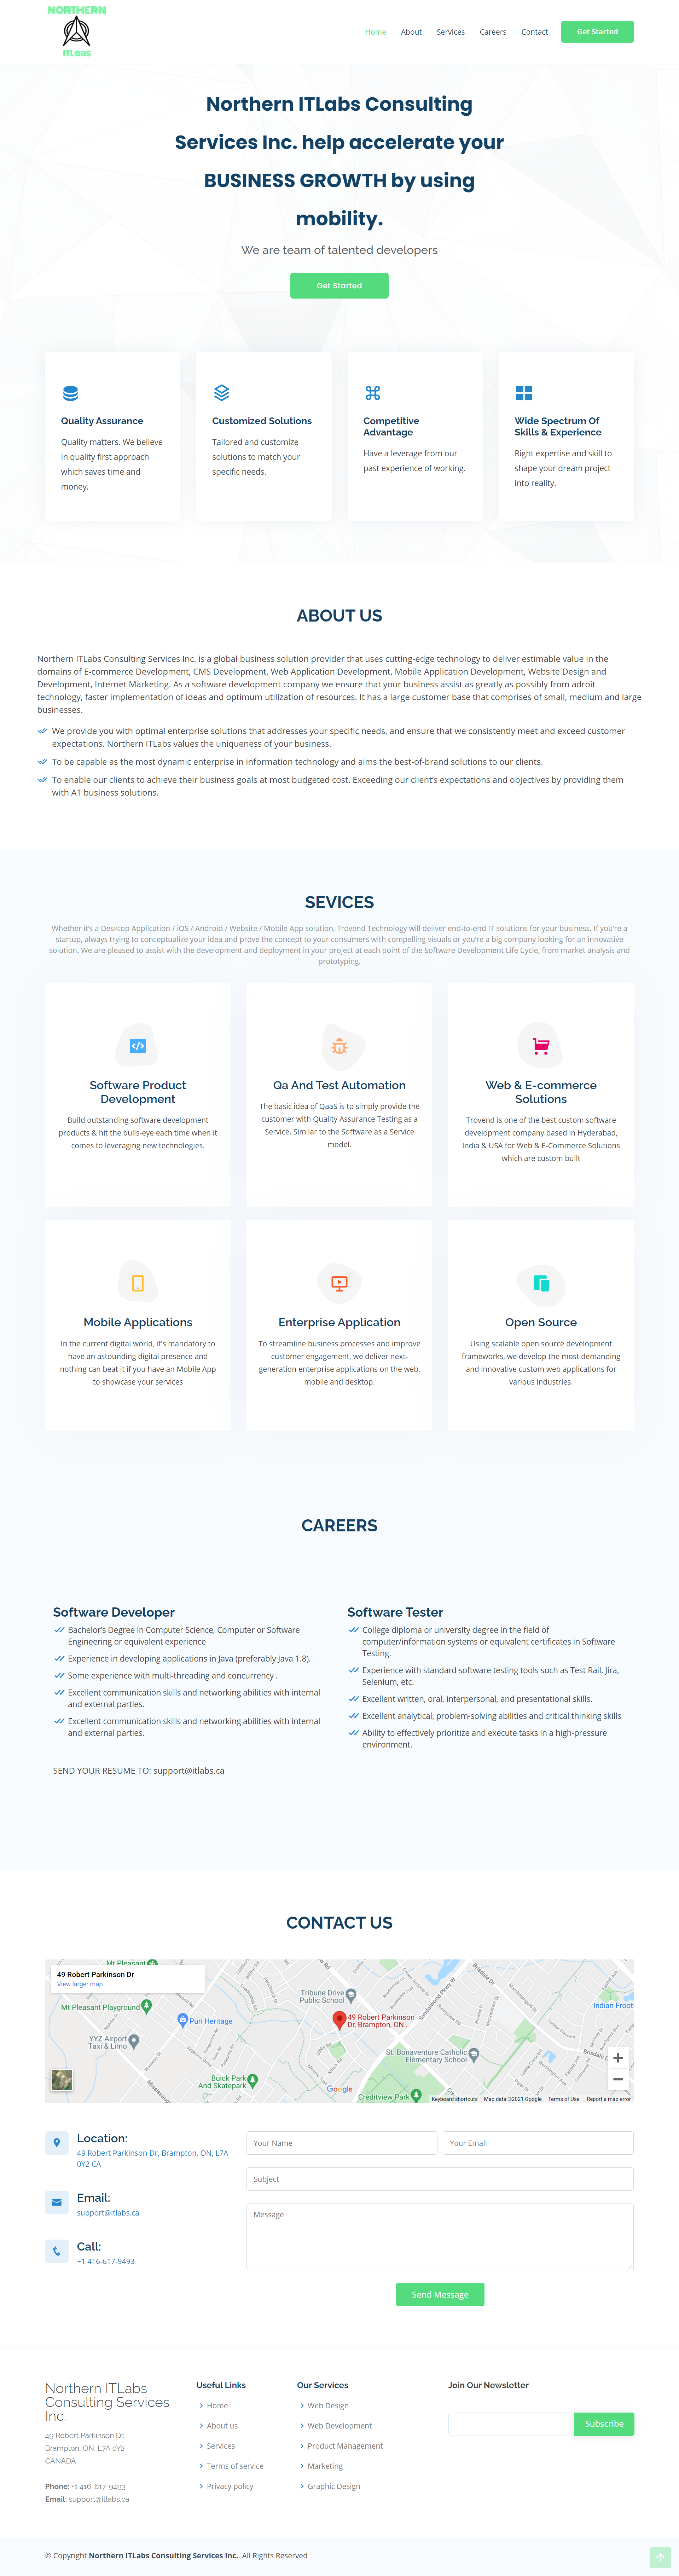 NORTHERN
ITLABS
Home
About
Services
Careers
Contact
Get Started
Northern ITLabs Consulting
Services Inc. help accelerate your
BUSINESS GROWTH by using
mobility.
We are team of talented developers
Get Started
Quality Assurance
Quality matters. We believe
in quality first approach
which saves time and
money.
Customized Solutions
Tailored and customize
solutions to match your
specific needs.
Competitive
Advantage
Have a leverage from our
past experience of working.
Wide Spectrum Of
Skills & Experience
Right expertise and skill to
shape your dream project
into reality.
ABOUT US
Northern ITLabs Consulting Services Inc. is a global business solution provider that uses cutting-edge technology to deliver estimable value in the
domains of E-commerce Development, CMS Development, Web Application Development, Mobile Application Development, Website Design and
Development, Internet Marketing. As a software development company we ensure that your business assist as greatly as possibly from adroit
technology, faster implementation of ideas and optimum utilization of resources. It has a large customer base that comprises of small, medium and large
businesses.
We provide you with optimal enterprise solutions that addresses your specific needs, and ensure that we consistently meet and exceed customer
expectations. Northern ITLabs values the uniqueness of your business.
To be capable as the most dynamic enterprise in information technology and aims the best-of-brand solutions to our clients.
To enable our clients to achieve their business goals at most budgeted cost. Exceeding our client's expectations and objectives by providing them
with A1 business solutions.
SEVICES
Whether it's a Desktop Application / iOS / Android / Website / Mobile App solution, Trovend Technology will deliver end-to-end IT solutions for your business. If you're a
startup, always trying to conceptualize your idea and prove the concept to your consumers with compelling visuals or you're a big company looking for an innovative
solution. We are pleased to assist with the development and deployment in your project at each point of the Software Development Life Cycle, from market analysis and
prototyping.
Software Product
Development
Build outstanding software development
products & hit the bulls-eye each time when it
comes to leveraging new technologies.
Qa And Test Automation
The basic idea of QaaS is to simply provide the
customer with Quality Assurance Testing as a
Service. Similar to the Software as a Service
model.
Web & E-commerce
Solutions
Trovend is one of the best custom software
development company based in Hyderabad,
India & USA for Web & E-Commerce Solutions
which are custom built
Mobile Applications
In the current digital world, it's mandatory to
have an astounding digital presence and
nothing can beat it if you have an Mobile App
to showcase your services
Enterprise Application
To streamline business processes and improve
customer engagement, we deliver next-
generation enterprise applications on the web,
mobile and desktop.
Open Source
Using scalable open source development
frameworks, we develop the most demanding
and innovative custom web applications for
various industries.
CAREERS
Software Developer
Bachelor's Degree in Computer Science, Computer or Software
Engineering or equivalent experience
Experience in developing applications in Java (preferably Java 1.8).
Some experience with multi-threading and concurrency .
Excellent communication skills and networking abilities with internal
and external parties.
Excellent communication skills and networking abilities with internal
and external parties.
SEND YOUR RESUME TO: support@itlabs.ca
Software Tester
College diploma or university degree in the field of
computer/information systems or equivalent certificates in Software
Testing.
Experience with standard software testing tools such as Test Rail, Jira,
Selenium, etc.
Excellent written, oral, interpersonal, and presentational skills.
Excellent analytical, problem-solving abilities and critical thinking skills
Ability to effectively prioritize and execute tasks in a high-pressure
environment.
CONTACT US
49 Robert Parkinson Dr
View larger map
Mt Pleasant
Mt Pleasant Playground
Puri Heritage
YYZ Airport
Taxi & Limo
Tribune Drive
Public School
49 Robert Parkinson
Dr, Brampton, ON...
St. Bonaventure Catholic
Elementary School
Buick Park
And Skatepark
Creditview Park
Sandalwood Pkwy W
Brisdale Dr
Google
Keyboard shortcuts
Map data ©2021 Google
Terms of Use
Report a map error
Location:
49 Robert Parkinson Dr, Brampton, ON, L7A
0Y2 CA
Email:
support@itlabs.ca
Call:
+1 416-617-9493
Your Name
Your Email
Subject
Message
Send Message
Northern ITLabs
Consulting Services
Inc.
49 Robert Parkinson Dr,
Brampton, ON, L7A 0Y2
CANADA
Phone: +1 416-617-9493
Email: support@itlabs.ca
Useful Links
Home
About us
Services
Terms of service
Privacy policy
Our Services
Web Design
Web Development
Product Management
Marketing
Graphic Design
Join Our Newsletter
Subscribe
© Copyright Northern ITLabs Consulting Services Inc.. All Rights Reserved